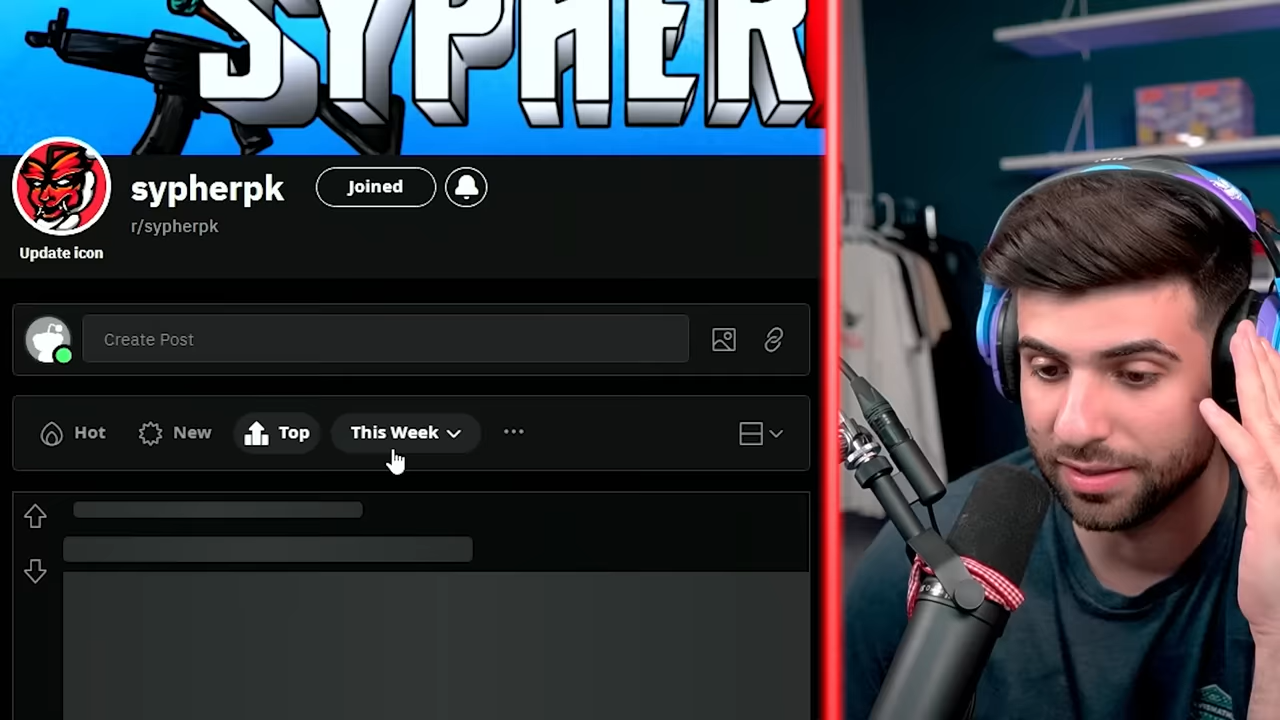 SYPHER
sypherpk
Joined
r/sypherpk
Update icon
Create Post
Hot
New
Top
This Week